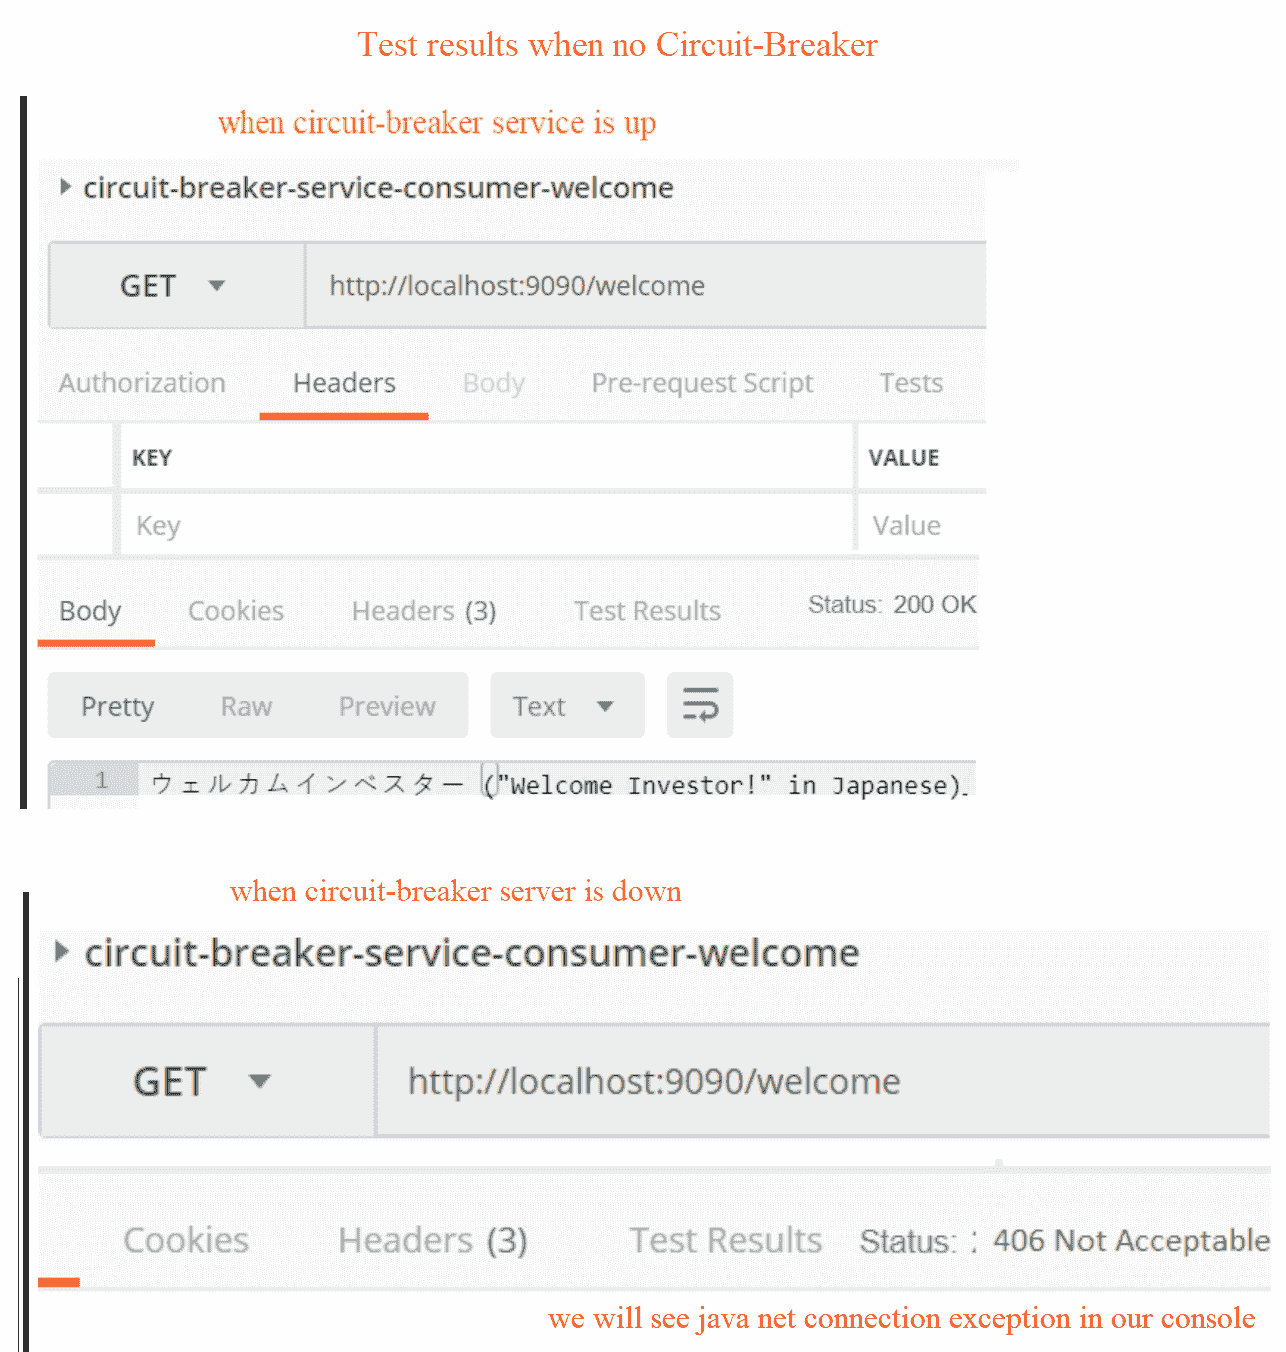 Test results when no Circuit-Breaker
when circuit-breaker service is up
circuit-breaker-service-consumer-welcome
GET http://localhost:9090/welcome
Authorization Headers Body Pre-request Script Tests
KEY VALUE
Key Value
Body Cookies Headers (3) Test Results Status: 200 OK
Pretty Raw Preview Text
1 ウェルカムインベスター ("Welcome Investor!" in Japanese)
when circuit-breaker server is down
circuit-breaker-service-consumer-welcome
GET http://localhost:9090/welcome
Cookies Headers (3) Test Results Status: : 406 Not Acceptable
we will see java net connection exception in our console